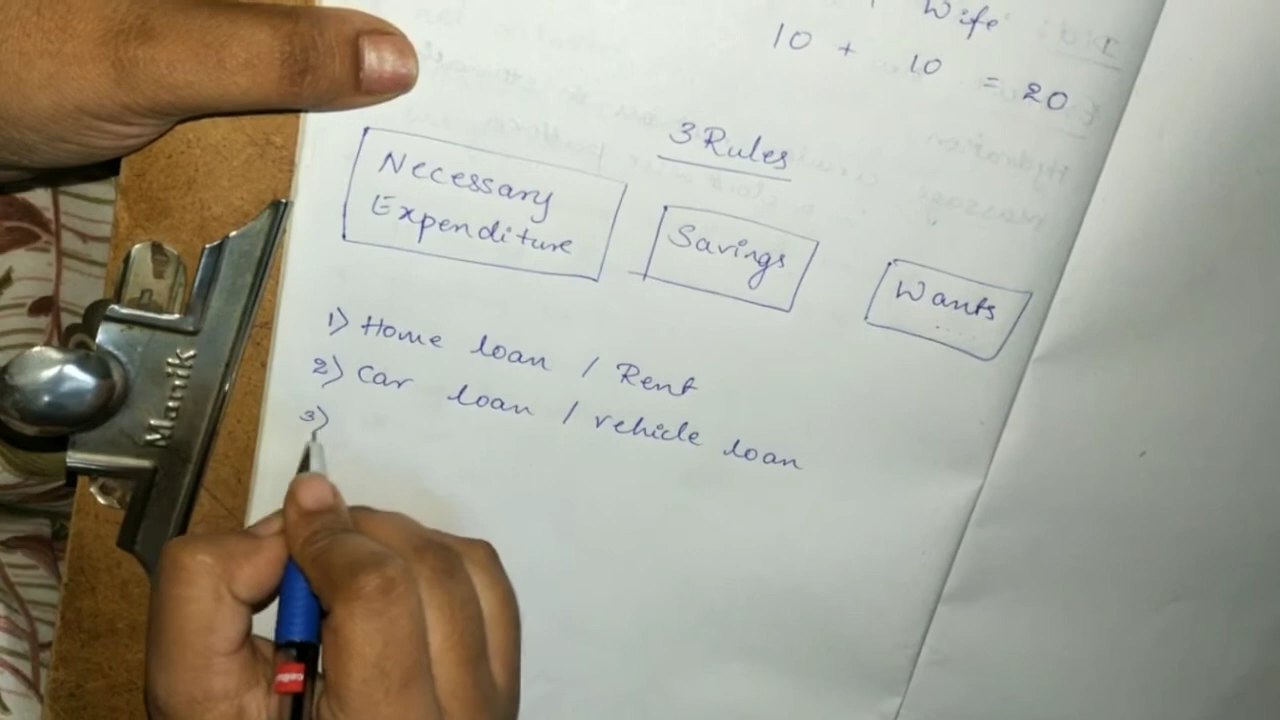 Wife
10 + 10 = 20
3 Rules
Necessary
Expenditure
Savings
Wants
1) Home loan / Rent
2) Car loan / vehicle loan
3)
Manik
cello